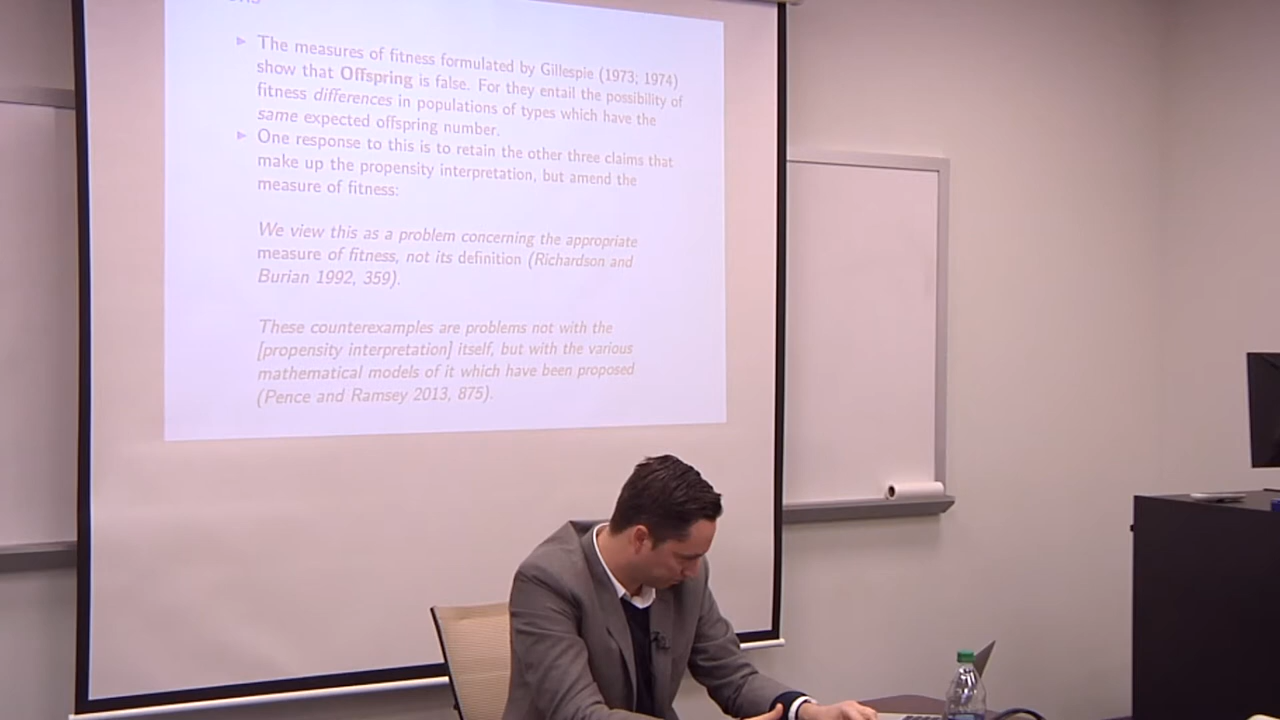 ▶ The measures of fitness formulated by Gillespie (1973; 1974)
show that Offspring is false. For they entail the possibility of
fitness differences in populations of types which have the
same expected offspring number.
▶ One response to this is to retain the other three claims that
make up the propensity interpretation, but amend the
measure of fitness:
We view this as a problem concerning the appropriate
measure of fitness, not its definition (Richardson and
Burian 1992, 359).
These counterexamples are problems not with the
[propensity interpretation] itself, but with the various
mathematical models of it which have been proposed
(Pence and Ramsey 2013, 875).